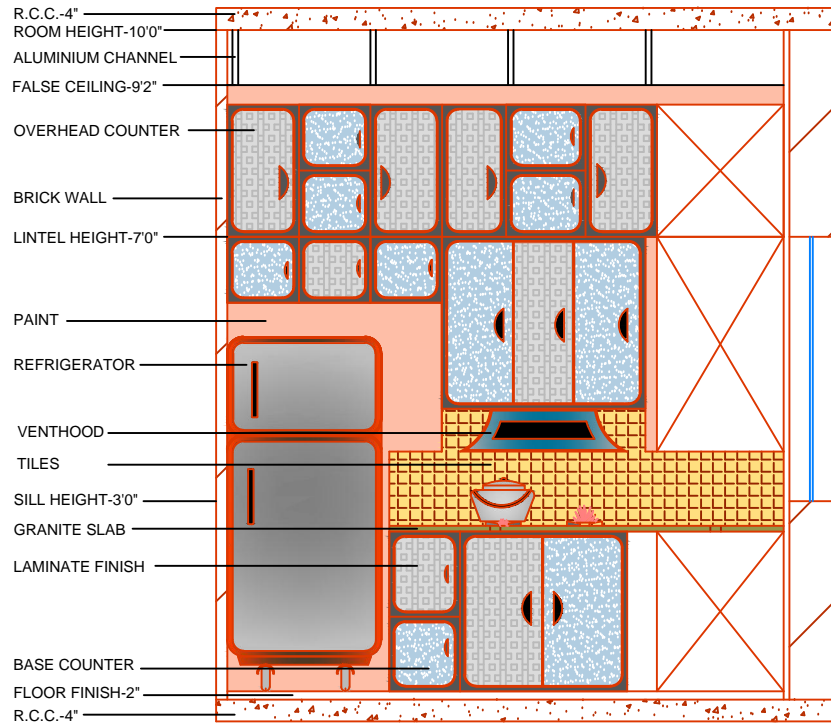 R.C.C.-4"
ROOM HEIGHT-10'0"
ALUMINIUM CHANNEL
FALSE CEILING-9'2"
OVERHEAD COUNTER
BRICK WALL
LINTEL HEIGHT-7'0"
PAINT
REFRIGERATOR
VENTHOOD
TILES
SILL HEIGHT-3'0"
GRANITE SLAB
LAMINATE FINISH
BASE COUNTER
FLOOR FINISH-2"
R.C.C.-4"